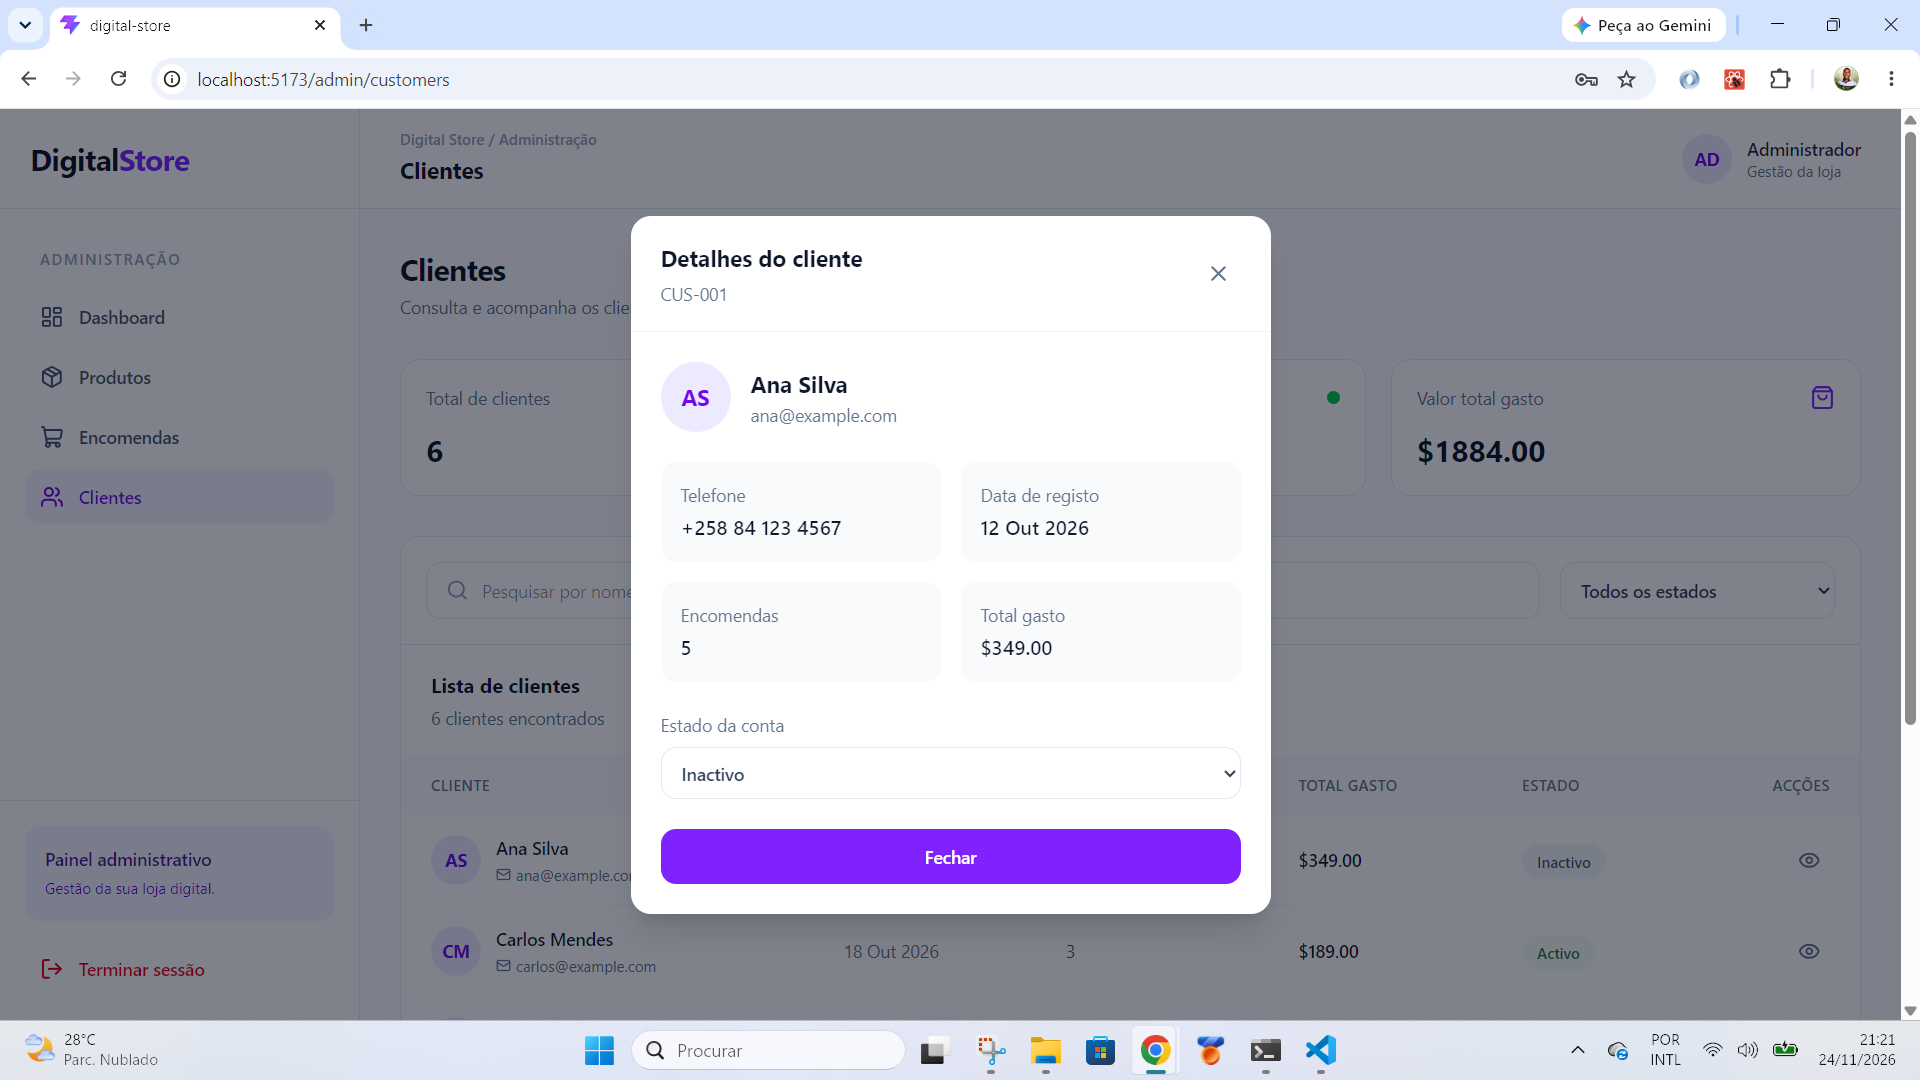 digital-store
Peça ao Gemini
localhost:5173/admin/customers
DigitalStore
Digital Store / Administração
Clientes
AD
Administrador
Gestão da loja
ADMINISTRAÇÃO
Dashboard
Produtos
Encomendas
Clientes
Painel administrativo
Gestão da sua loja digital.
Terminar sessão
Clientes
Consulta e acompanha os clie
Total de clientes
6
Valor total gasto
$1884.00
Pesquisar por nome
Todos os estados
Lista de clientes
6 clientes encontrados
CLIENTE
TOTAL GASTO
ESTADO
ACÇÕES
AS
Ana Silva
ana@example.co
$349.00
Inactivo
CM
Carlos Mendes
carlos@example.com
18 Out 2026
3
$189.00
Activo
Detalhes do cliente
CUS-001
AS
Ana Silva
ana@example.com
Telefone
+258 84 123 4567
Data de registo
12 Out 2026
Encomendas
5
Total gasto
$349.00
Estado da conta
Inactivo
Fechar
28°C
Parc. Nublado
Procurar
POR
INTL
21:21
24/11/2026